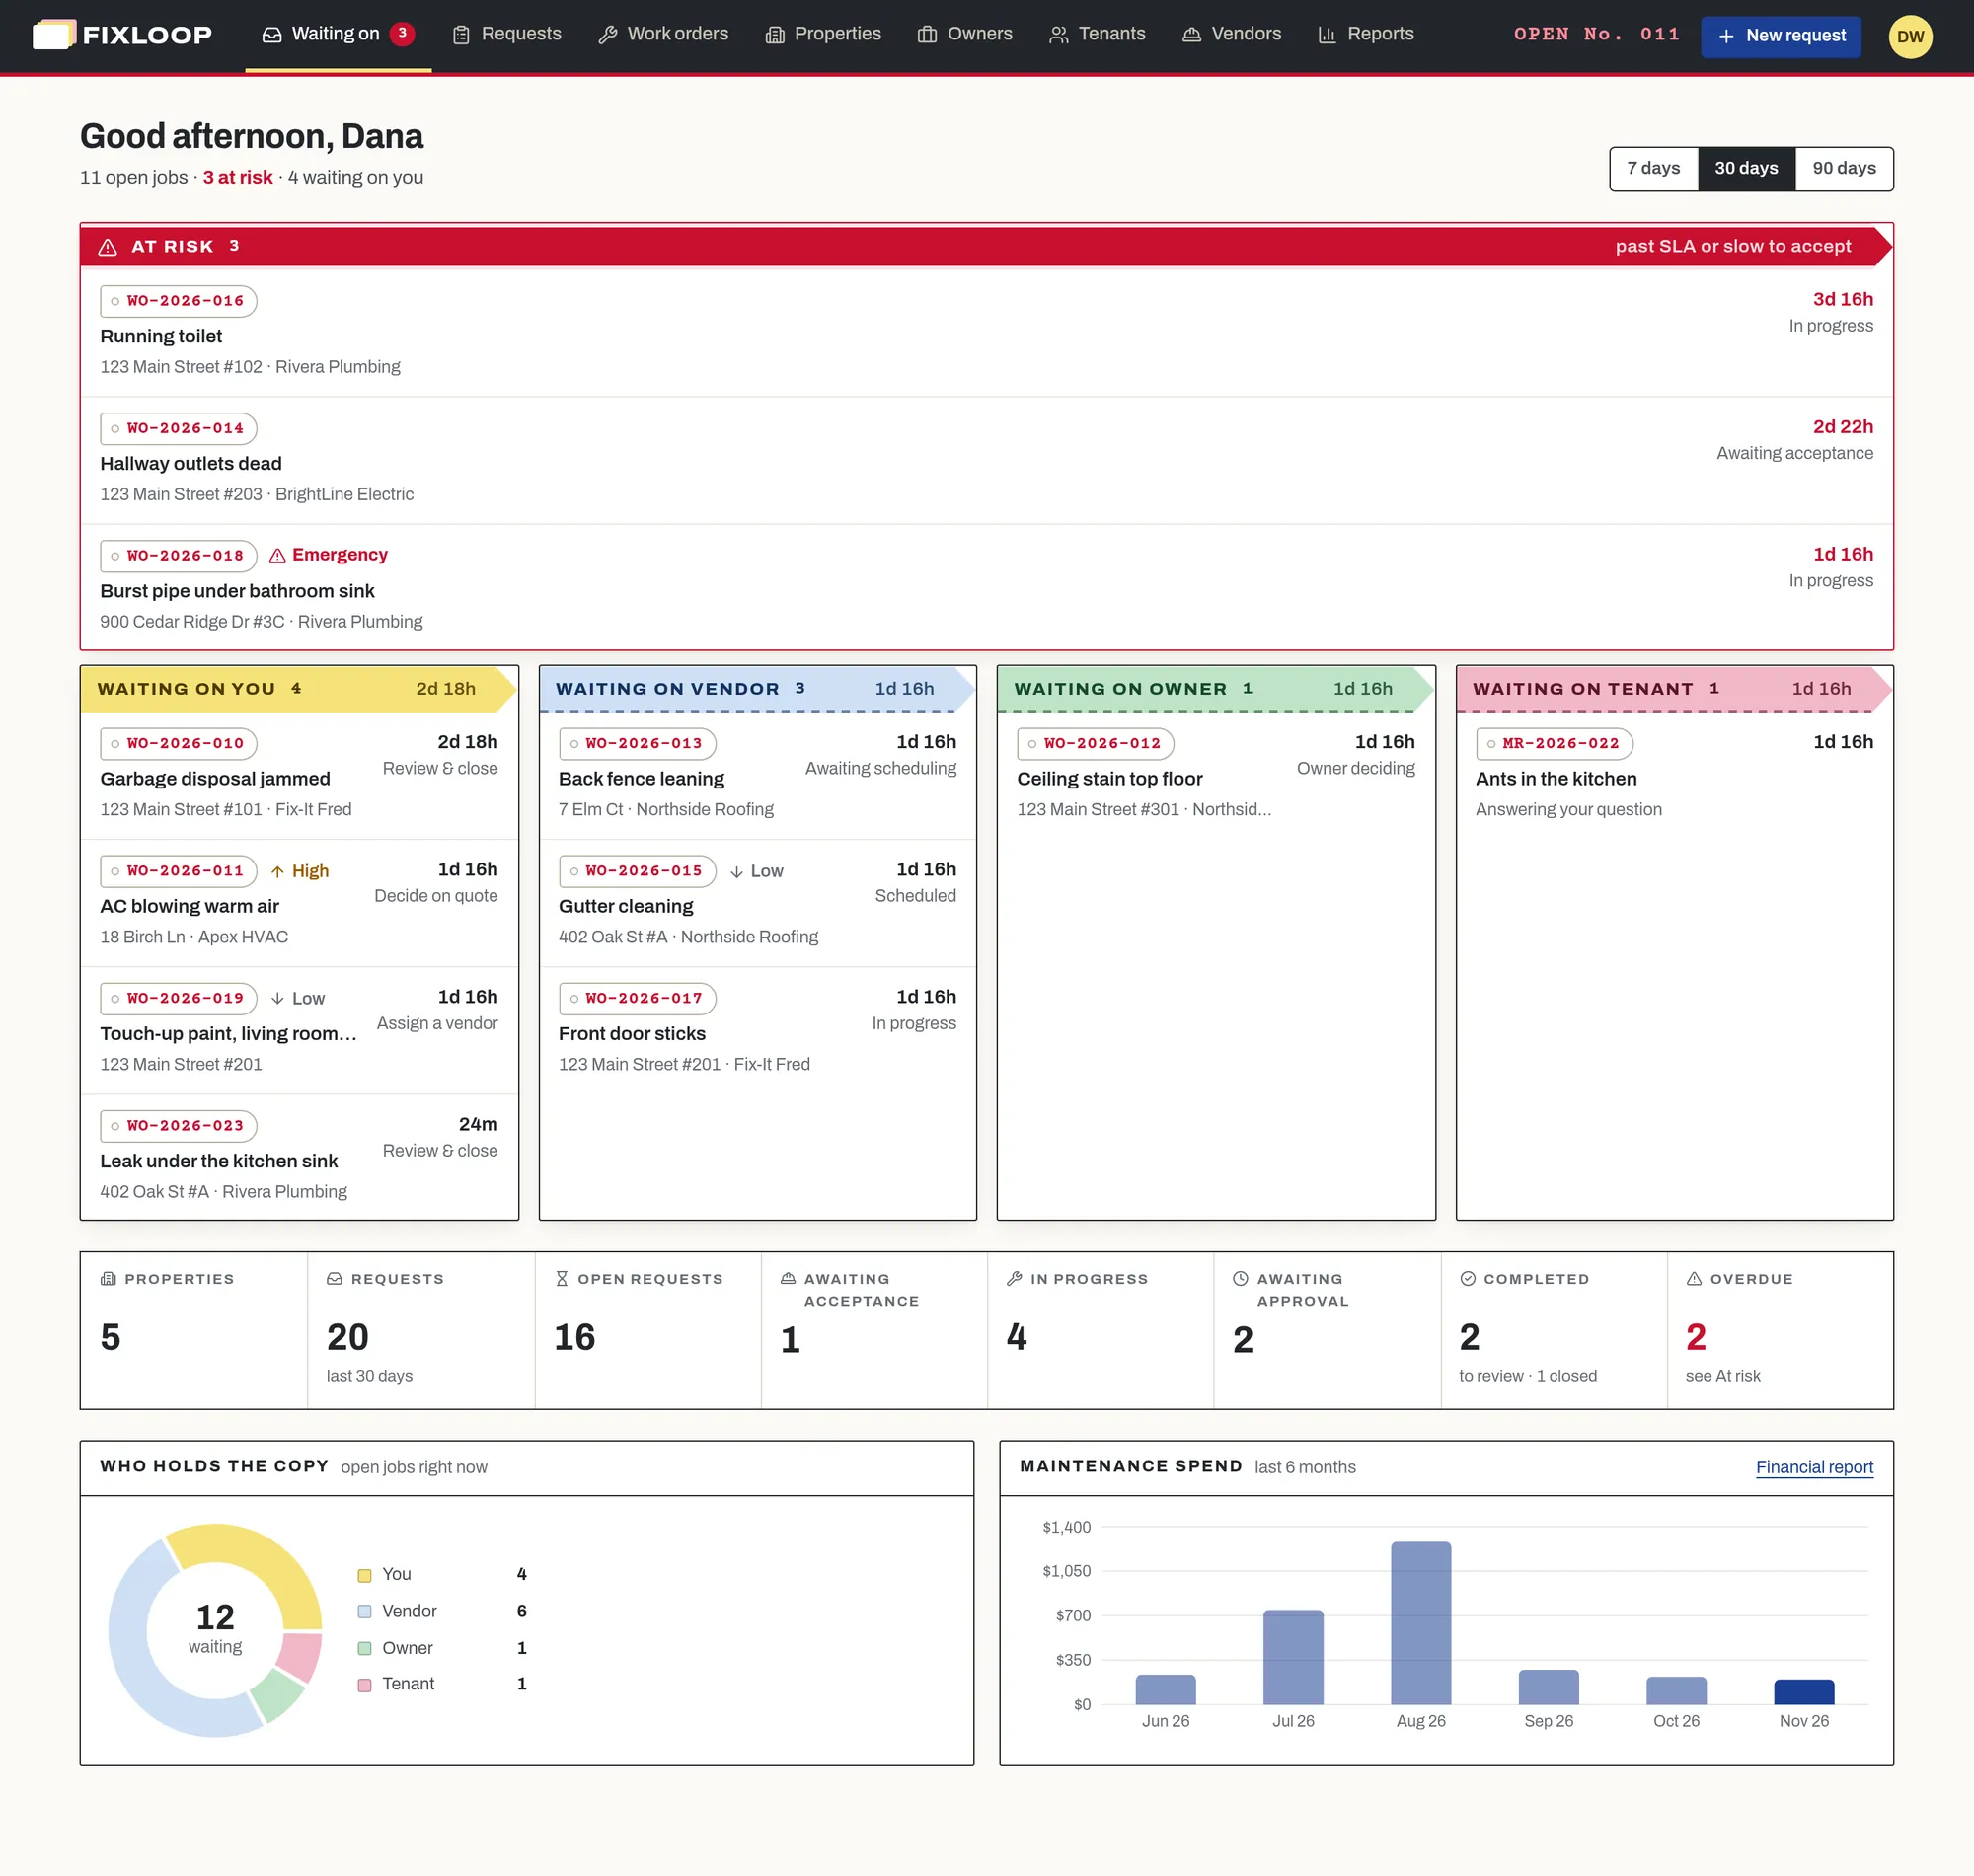 FIXLOOP
Waiting on 3
Requests
Work orders
Properties
Owners
Tenants
Vendors
Reports
OPEN No. 011
New request
DW
Good afternoon, Dana
11 open jobs · 3 at risk · 4 waiting on you
7 days 30 days 90 days
AT RISK 3 past SLA or slow to accept
WO-2026-016 3d 16h
In progress
Running toilet
123 Main Street #102 · Rivera Plumbing
WO-2026-014 2d 22h
Awaiting acceptance
Hallway outlets dead
123 Main Street #203 · BrightLine Electric
WO-2026-018 Emergency 1d 16h
In progress
Burst pipe under bathroom sink
900 Cedar Ridge Dr #3C · Rivera Plumbing
WAITING ON YOU 4 2d 18h
WO-2026-010 2d 18h
Review & close
Garbage disposal jammed
123 Main Street #101 · Fix-It Fred
WO-2026-011 High 1d 16h
Decide on quote
AC blowing warm air
18 Birch Ln · Apex HVAC
WO-2026-019 Low 1d 16h
Assign a vendor
Touch-up paint, living room...
123 Main Street #201
WO-2026-023 24m
Review & close
Leak under the kitchen sink
402 Oak St #A · Rivera Plumbing
WAITING ON VENDOR 3 1d 16h
WO-2026-013 1d 16h
Awaiting scheduling
Back fence leaning
7 Elm Ct · Northside Roofing
WO-2026-015 Low 1d 16h
Scheduled
Gutter cleaning
402 Oak St #A · Northside Roofing
WO-2026-017 1d 16h
In progress
Front door sticks
123 Main Street #201 · Fix-It Fred
WAITING ON OWNER 1 1d 16h
WO-2026-012 1d 16h
Owner deciding
Ceiling stain top floor
123 Main Street #301 · Northsid...
WAITING ON TENANT 1 1d 16h
MR-2026-022 1d 16h
Ants in the kitchen
Answering your question
PROPERTIES
5
REQUESTS
20
last 30 days
OPEN REQUESTS
16
AWAITING
ACCEPTANCE
1
IN PROGRESS
4
AWAITING
APPROVAL
2
COMPLETED
2
to review · 1 closed
OVERDUE
2
see At risk
WHO HOLDS THE COPY open jobs right now
12
waiting
You 4
Vendor 6
Owner 1
Tenant 1
MAINTENANCE SPEND last 6 months Financial report
$1,400
$1,050
$700
$350
$0
Jun 26 Jul 26 Aug 26 Sep 26 Oct 26 Nov 26